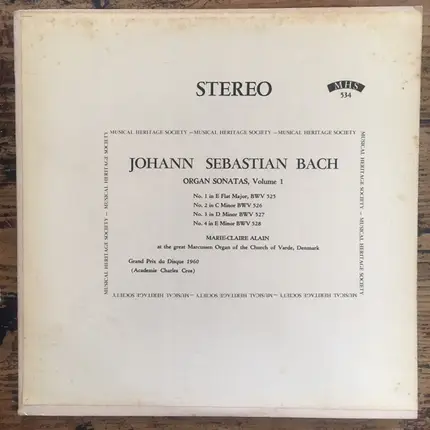 STEREO
MHS
534
MUSICAL HERITAGE SOCIETY — MUSICAL HERITAGE SOCIETY — MUSICAL HERITAGE SOCIETY
MUSICAL HERITAGE SOCIETY — MUSICAL HERITAGE SOCIETY
JOHANN SEBASTIAN BACH
ORGAN SONATAS, Volume 1
No. 1 in E Flat Major, BWV 525
No. 2 in C Minor BWV 526
No. 3 in D Minor BWV 527
No. 4 in E Minor BWV 528
MARIE-CLAIRE ALAIN
at the great Marcussen Organ of the Church of Varde, Denmark
Grand Prix du Disque 1960
(Academie Charles Cros)
MUSICAL HERITAGE SOCIETY — MUSICAL HERITAGE SOCIETY
MUSICAL HERITAGE SOCIETY — MUSICAL HERITAGE SOCIETY — MUSICAL HERITAGE SOCIETY